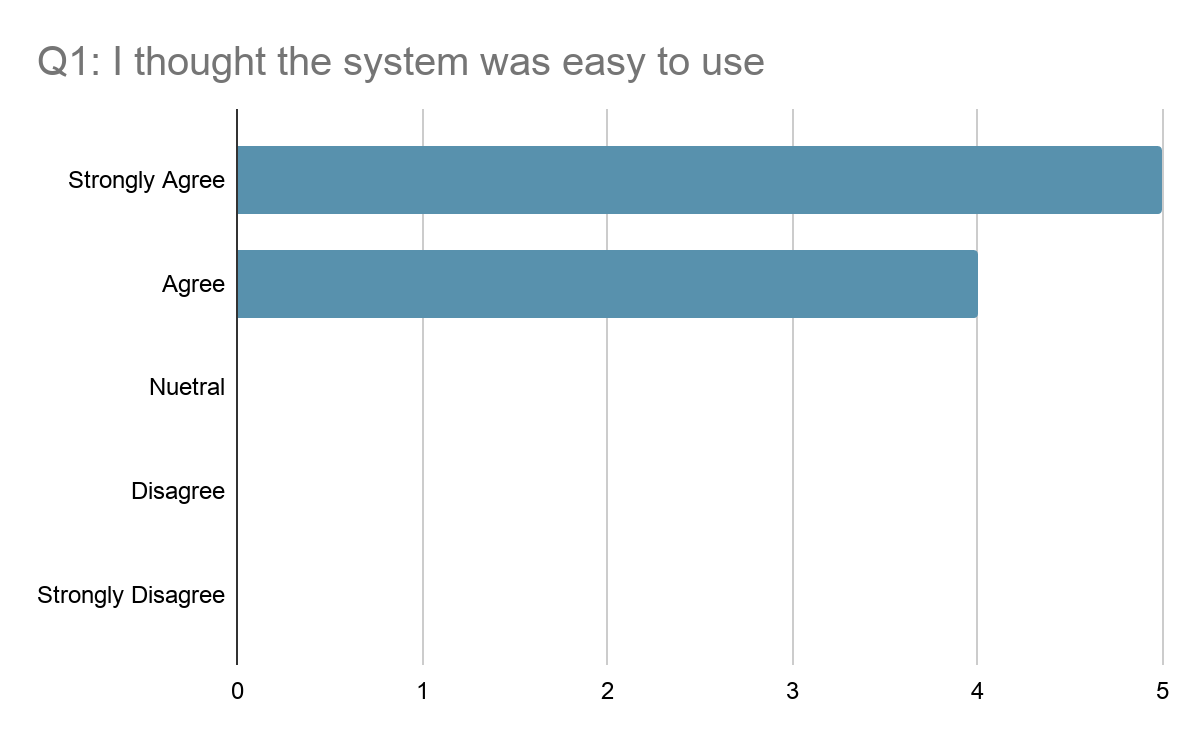 Q1: I thought the system was easy to use
Strongly Agree
Agree
Nuetral
Disagree
Strongly Disagree
0 1 2 3 4 5